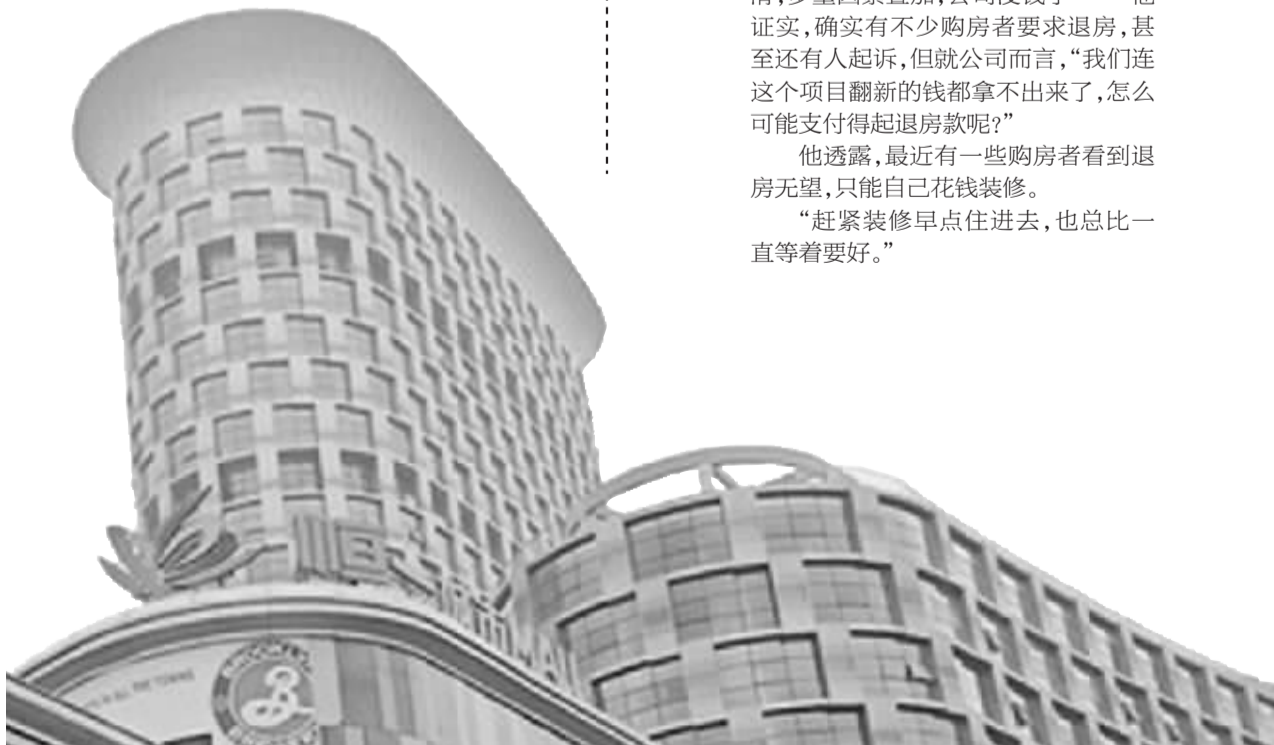 证实，确实有不少购房者要求退房，甚
至还有人起诉，但就公司而言，“我们连
这个项目翻新的钱都拿不出来了，怎么
可能支付得起退房款呢?”
他透露，最近有一些购房者看到退
房无望，只能自己花钱装修。
“赶紧装修早点住进去，也总比一
直等着要好。”
BROOKLYN